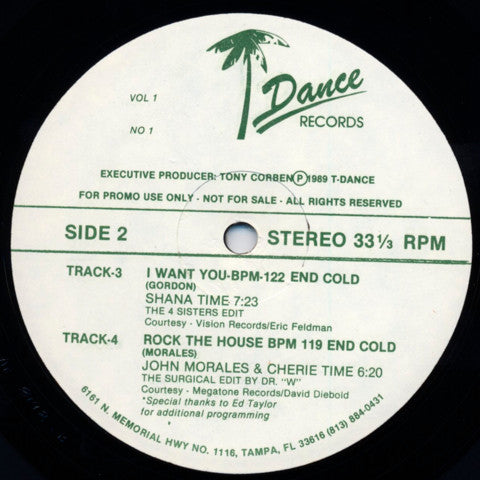 Dance
RECORDS
VOL 1
NO 1
EXECUTIVE PRODUCER: TONY CORBEN Ⓟ 1989 T-DANCE
FOR PROMO USE ONLY - NOT FOR SALE - ALL RIGHTS RESERVED
SIDE 2 STEREO 33⅓ RPM
TRACK-3 I WANT YOU-BPM-122 END COLD
(GORDON)
SHANA TIME 7:23
THE 4 SISTERS EDIT
Courtesy - Vision Records/Eric Feldman
TRACK-4 ROCK THE HOUSE BPM 119 END COLD
(MORALES)
JOHN MORALES & CHERIE TIME 6:20
THE SURGICAL EDIT BY DR. "W"
Courtesy - Megatone Records/David Diebold
*Special thanks to Ed Taylor
for additional programming
6161 N. MEMORIAL HWY NO. 1116, TAMPA, FL 33616 (813) 884-0431